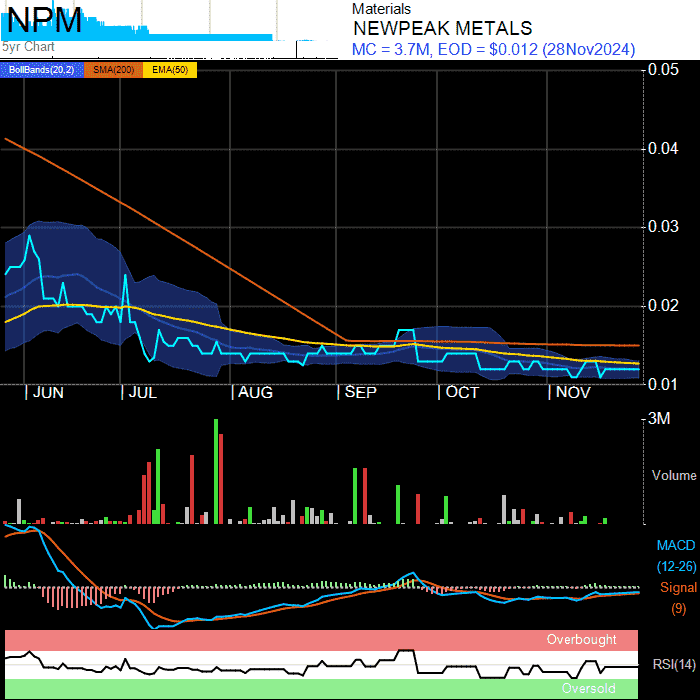 NPM
5yr Chart
Materials
NEWPEAK METALS
MC = 3.7M, EOD = $0.012 (28Nov2024)
BollBands(20,2) SMA(200) EMA(50)
0.05
0.04
0.03
0.02
0.01
JUN JUL AUG SEP OCT NOV
3M
Volume
MACD
(12-26)
Signal
(9)
Overbought
RSI(14)
Oversold